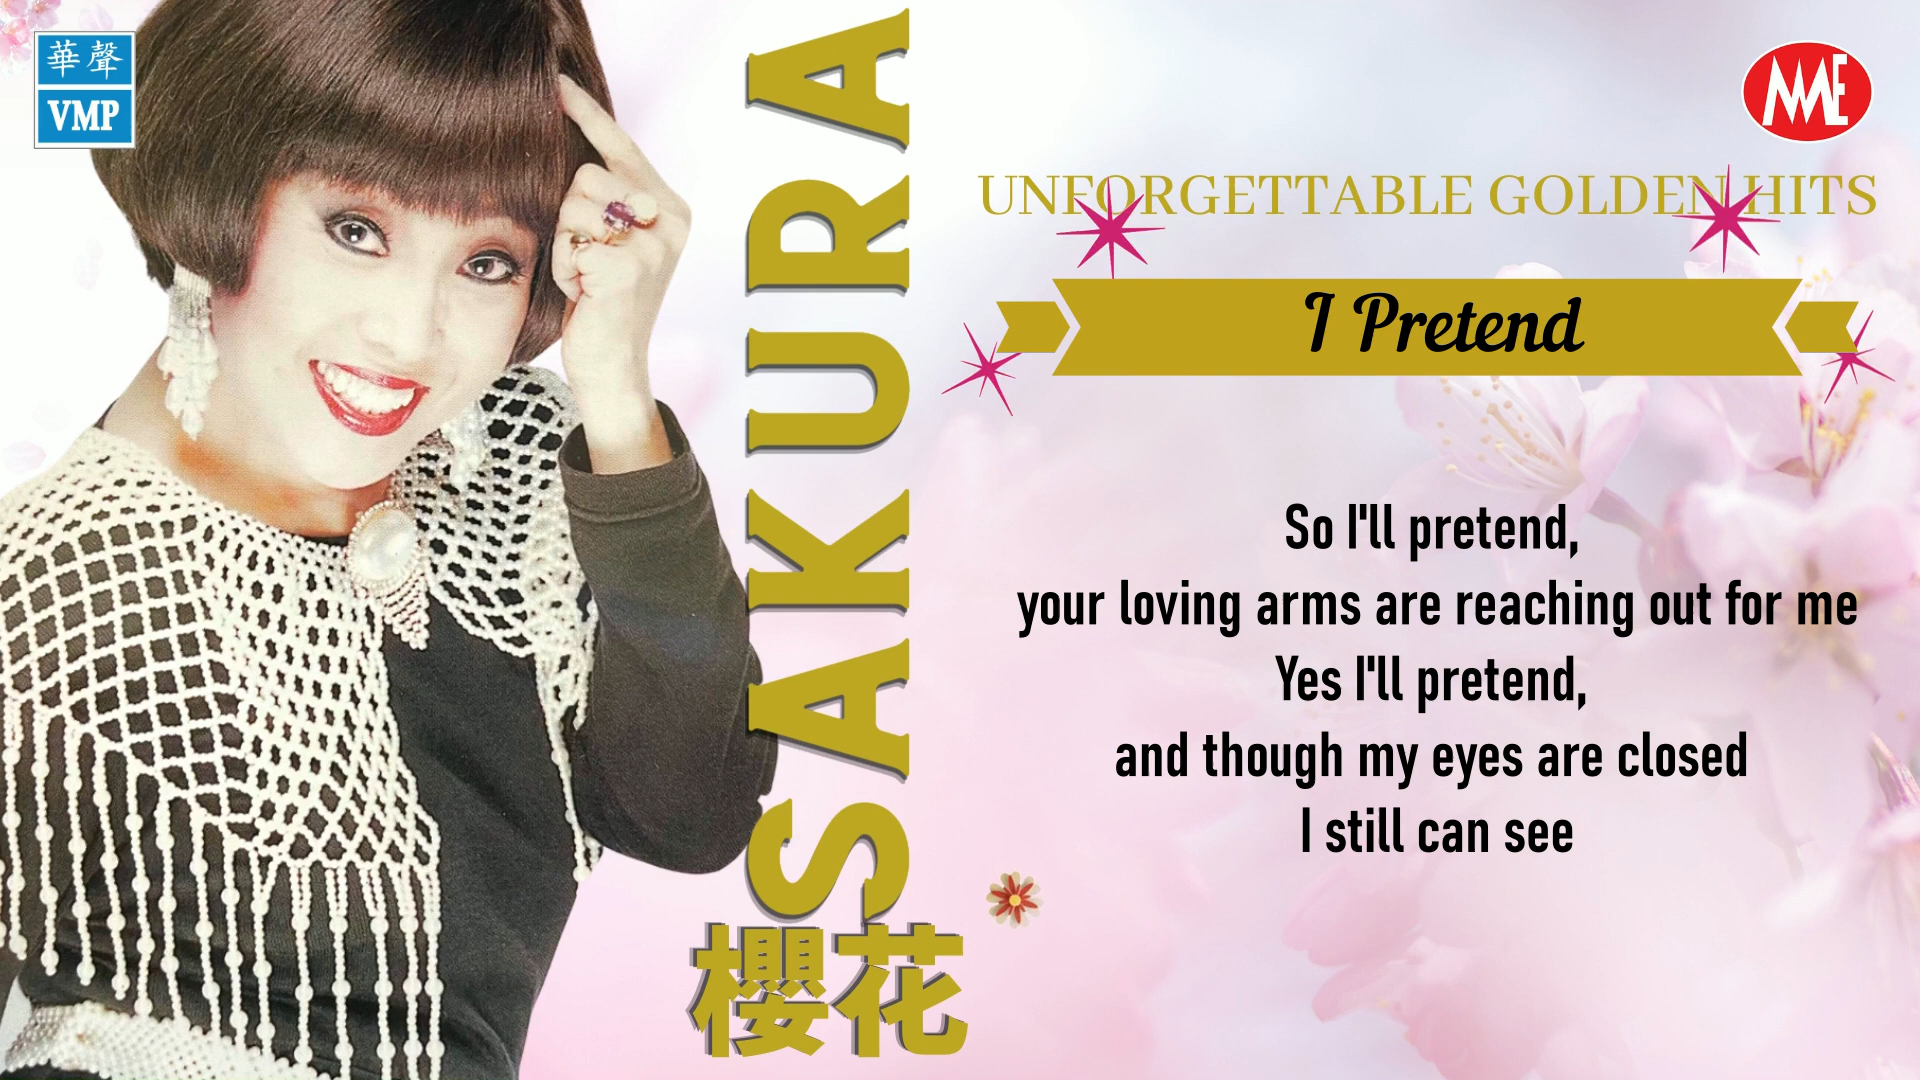 華聲
VMP
SAKURA
櫻花
MME
UNFORGETTABLE GOLDEN HITS
I Pretend
So I'll pretend,
your loving arms are reaching out for me
Yes I'll pretend,
and though my eyes are closed
I still can see